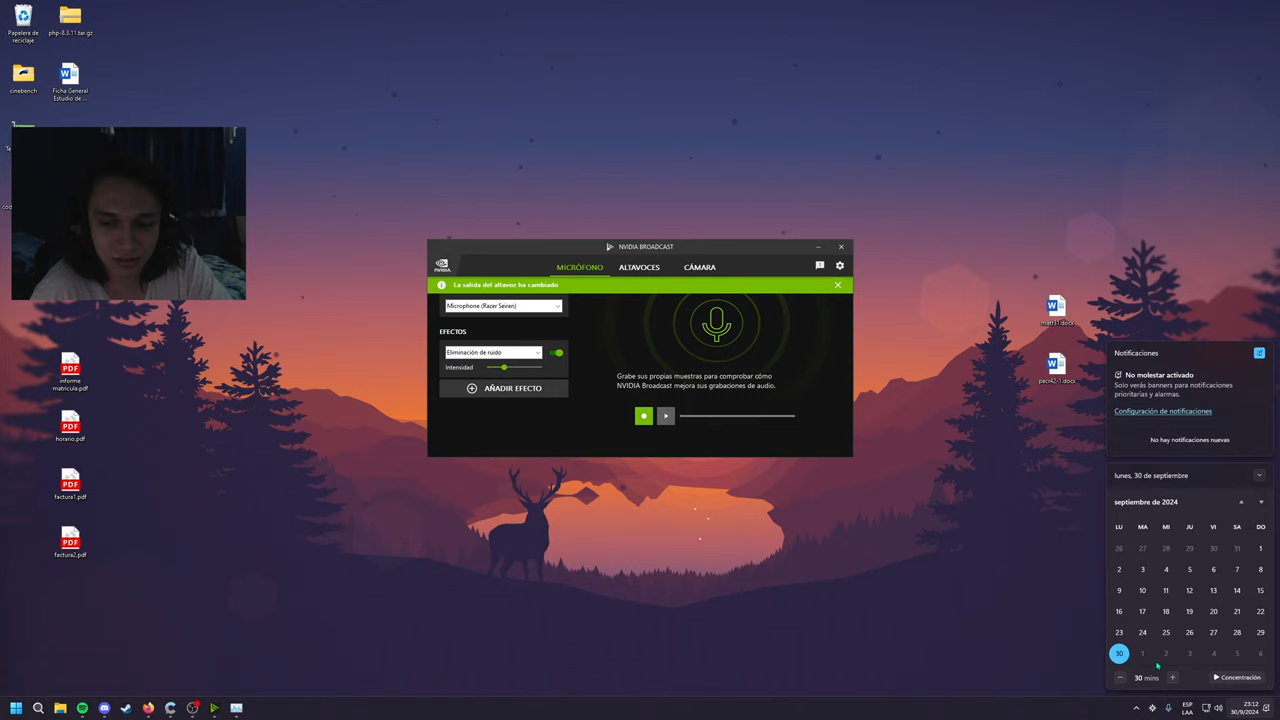 Papelera de
reciclaje
php-8.3.11.tar.gz
cinebench
Ficha General
Estudio de ...
informe
matricula.pdf
horario.pdf
factura1.pdf
factura2.pdf
NVIDIA BROADCAST
NVIDIA.
MICRÓFONO
ALTAVOCES
CÁMARA
La salida del altavoz ha cambiado
Microphone (Razer Seiren)
EFECTOS
Eliminación de ruido
Intensidad
AÑADIR EFECTO
Grabe sus propias muestras para comprobar cómo
NVIDIA Broadcast mejora sus grabaciones de audio.
matf31.docx
pacr42-1.docx
Notificaciones
No molestar activado
Solo verás banners para notificaciones
prioritarias y alarmas.
Configuración de notificaciones
No hay notificaciones nuevas
lunes, 30 de septiembre
septiembre de 2024
LU MA MI JU VI SA DO
26 27 28 29 30 31 1
2 3 4 5 6 7 8
9 10 11 12 13 14 15
16 17 18 19 20 21 22
23 24 25 26 27 28 29
30 1 2 3 4 5 6
30 mins
Concentración
ESP
LAA
23:12
30/9/2024